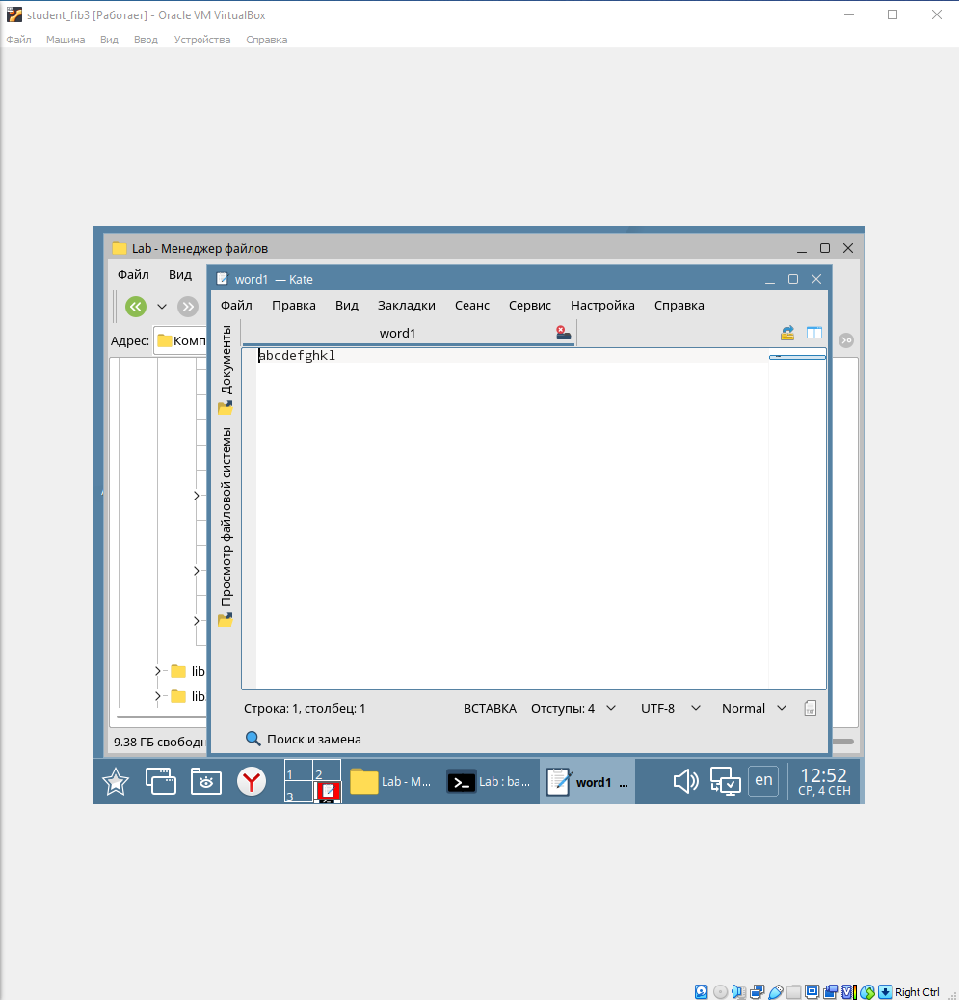 student_fib3 [Работает] - Oracle VM VirtualBox
Файл Машина Вид Ввод Устройства Справка
Lab - Менеджер файлов
Файл Вид
word1 — Kate
Файл Правка Вид Закладки Сеанс Сервис Настройка Справка
Адрес: Комп
word1
Документы
Просмотр файловой системы
abcdefghkl
lib
lib
Строка: 1, столбец: 1 ВСТАВКА Отступы: 4 UTF-8 Normal
9.38 ГБ свободн
Поиск и замена
1 2
3
Lab - М... Lab : ba... word1 ... en
12:52
СР, 4 СЕН
Right Ctrl